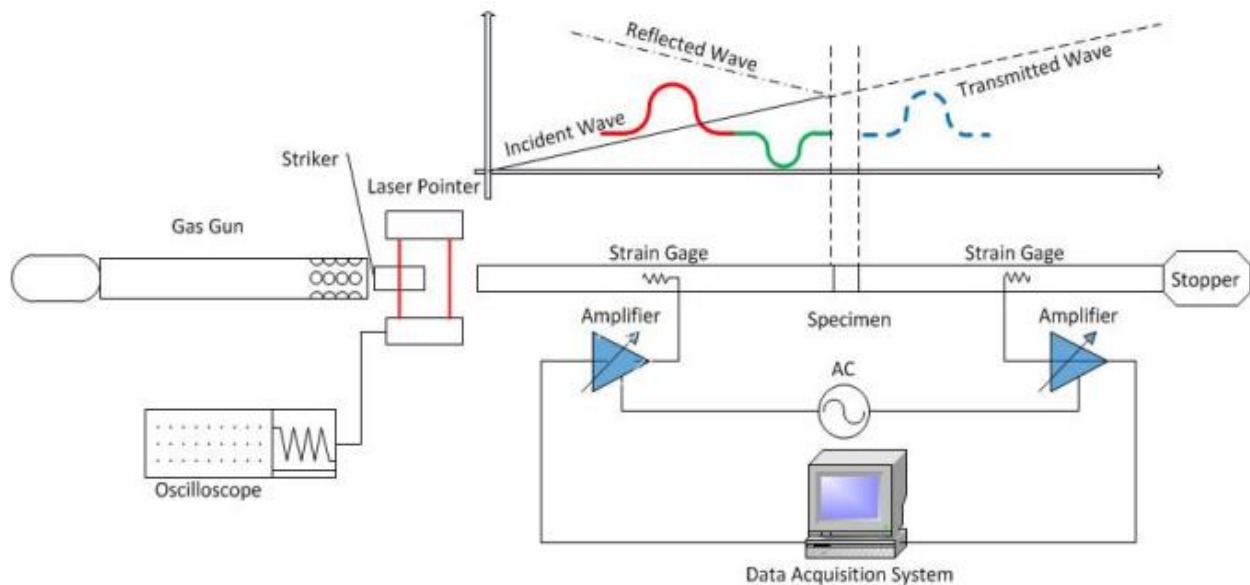 Reflected Wave
Transmitted Wave
Incident Wave
Striker
Laser Pointer
Gas Gun
Strain Gage
Strain Gage
Stopper
Amplifier
Specimen
Amplifier
AC
Oscilloscope
Data Acquisition System